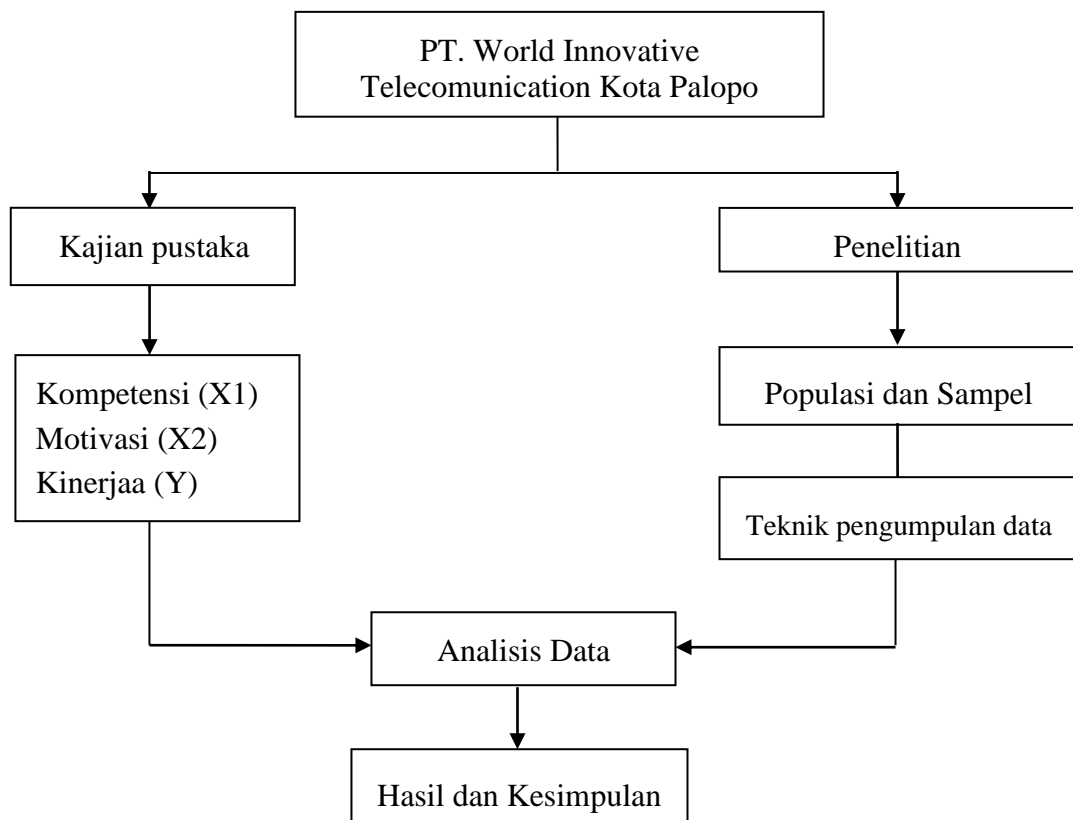 PT. World Innovative
Telecomunication Kota Palopo
Kajian pustaka
Penelitian
Kompetensi (X1)
Motivasi (X2)
Kinerjaa (Y)
Populasi dan Sampel
Teknik pengumpulan data
Analisis Data
Hasil dan Kesimpulan